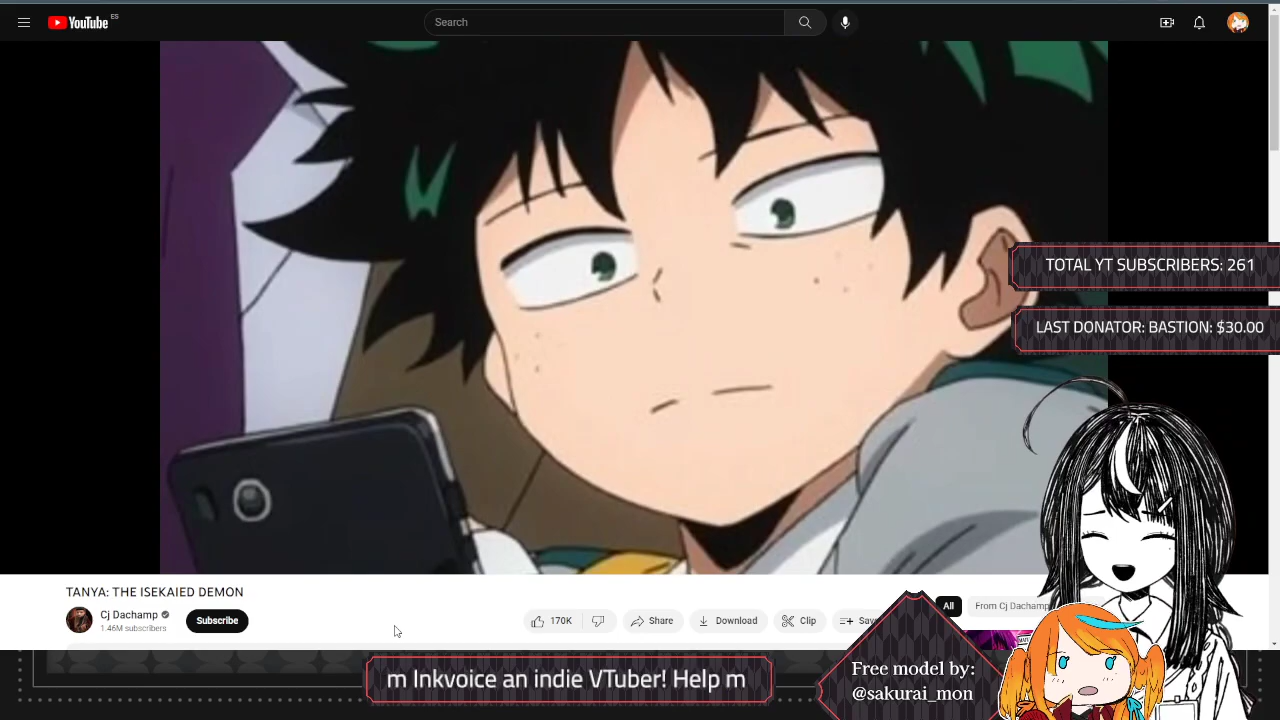 YouTube ES
Search
TOTAL YT SUBSCRIBERS: 261
LAST DONATOR: BASTION: $30.00
TANYA: THE ISEKAIED DEMON
Cj Dachamp
1.46M subscribers
Subscribe
170K
Share
Download
Clip
Sav
All
From Cj Dachamp
m Inkvoice an indie VTuber! Help m
Free model by:
@sakurai_mon